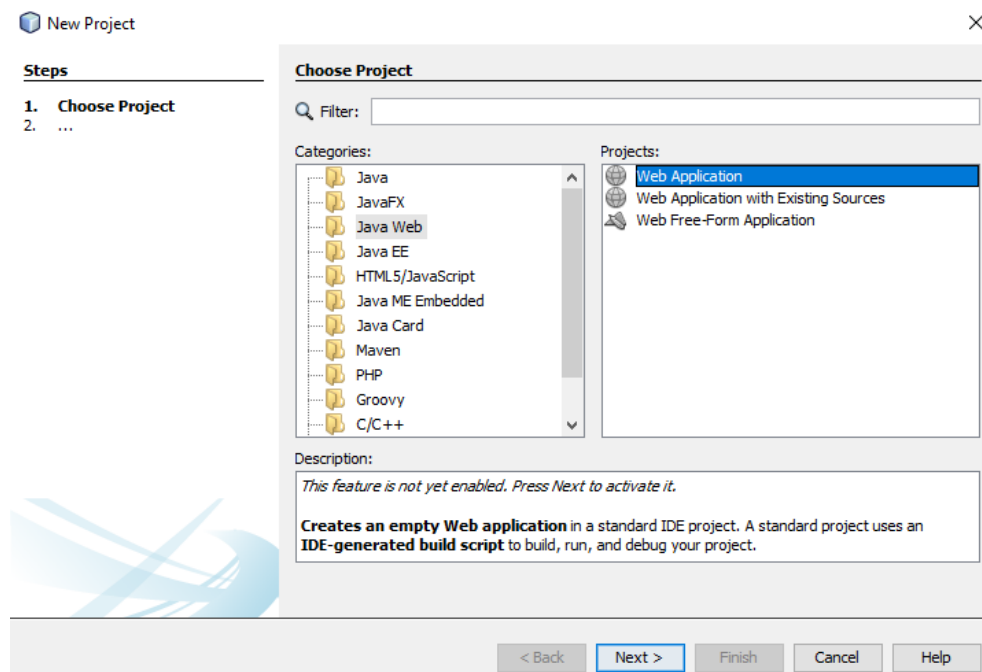 New Project
Steps
1. Choose Project
2. ...
Choose Project
Filter:
Categories:
Java
JavaFX
Java Web
Java EE
HTML5/JavaScript
Java ME Embedded
Java Card
Maven
PHP
Groovy
C/C++
Projects:
Web Application
Web Application with Existing Sources
Web Free-Form Application
Description:
This feature is not yet enabled. Press Next to activate it.
Creates an empty Web application in a standard IDE project. A standard project uses an
IDE-generated build script to build, run, and debug your project.
< Back Next > Finish Cancel Help